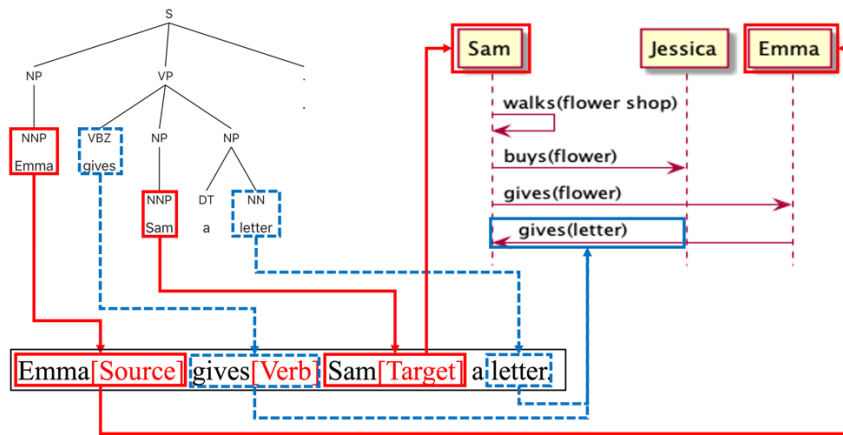 S
NP VP .
.
NNP VBZ NP NP
Emma gives
NNP DT NN
Sam a letter
Sam Jessica Emma
walks(flower shop)
buys(flower)
gives(flower)
gives(letter)
Emma[Source] gives[Verb] Sam[Target] a letter.